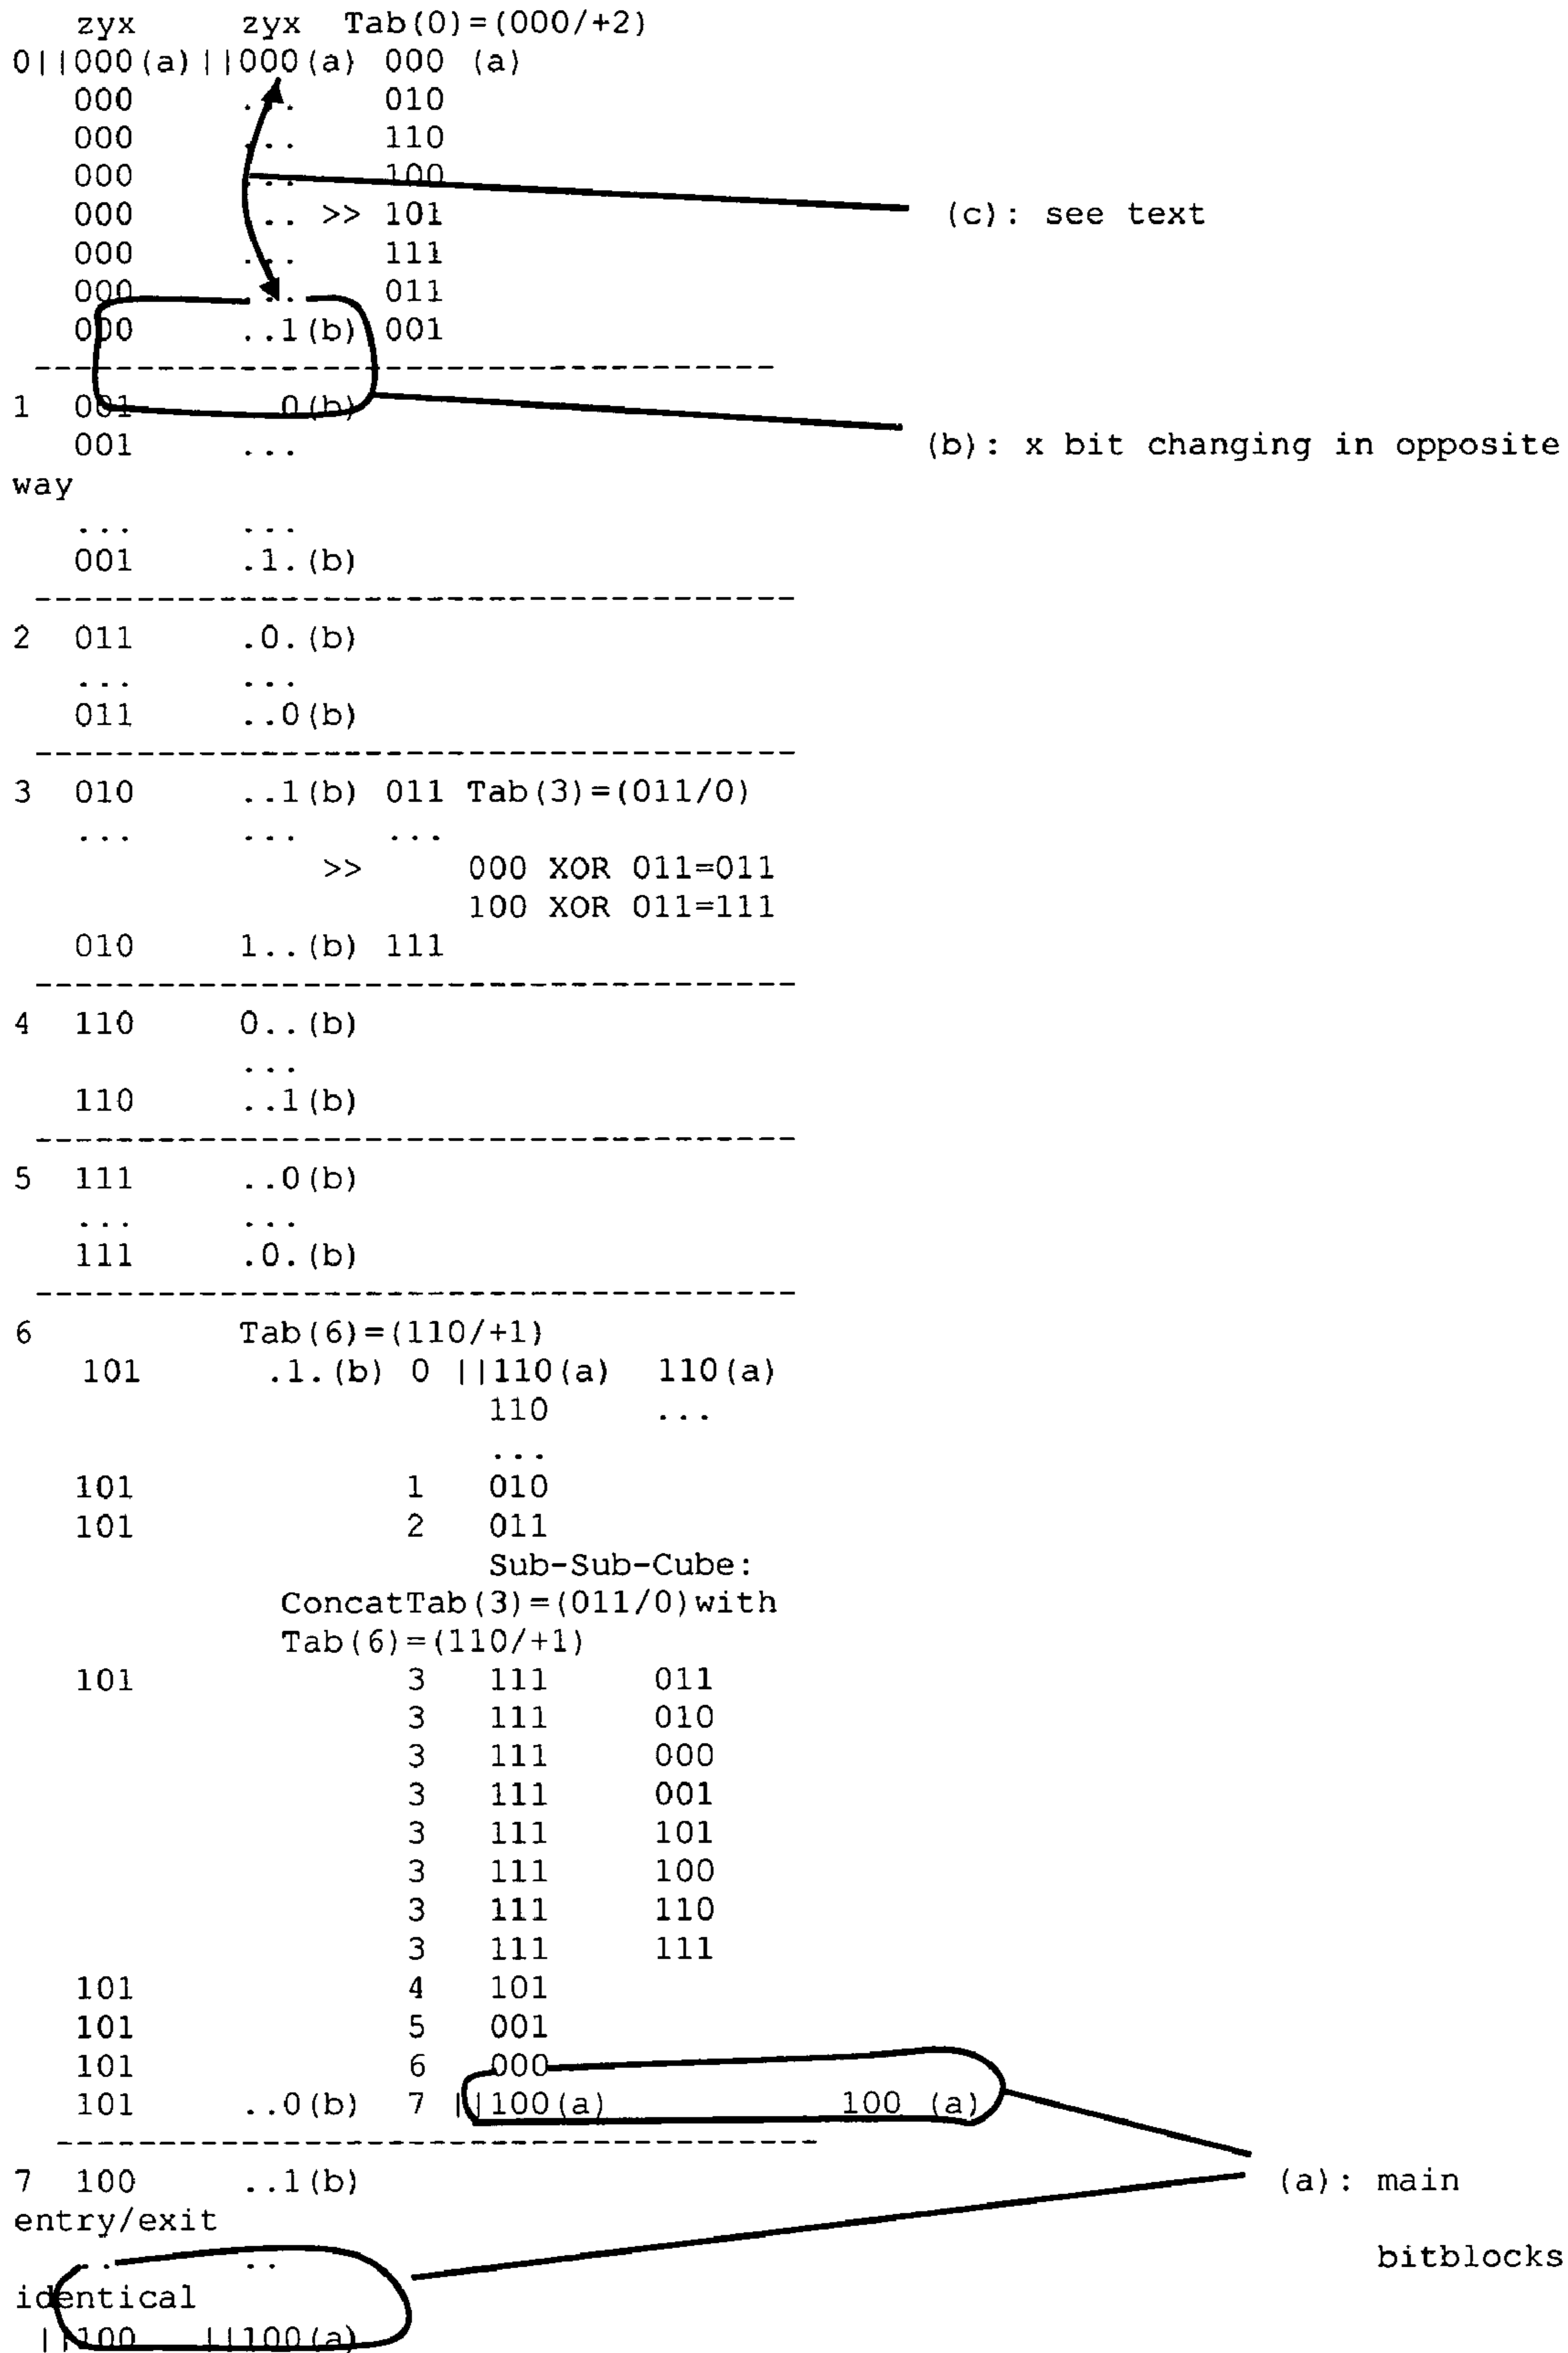 zyx zyx Tab(0)=(000/+2)
0||000(a)||000(a) 000 (a)
000 ... 010
000 ... 110
000 ... 100
000 ... >> 101 (c): see text
000 ... 111
000 ... 011
000 ..1(b) 001
---------------------------------------
1 001 0(b)
001 ... (b): x bit changing in opposite
way
... ...
001 .1.(b)
---------------------------------------
2 011 .0.(b)
... ...
011 ..0(b)
---------------------------------------
3 010 ..1(b) 011 Tab(3)=(011/0)
... ... ...
>> 000 XOR 011=011
100 XOR 011=111
010 1..(b) 111
---------------------------------------
4 110 0..(b)
...
110 ..1(b)
---------------------------------------
5 111 ..0(b)
... ...
111 .0.(b)
---------------------------------------
6 Tab(6)=(110/+1)
101 .1.(b) 0 ||110(a) 110(a)
110 ...
...
101 1 010
101 2 011
Sub-Sub-Cube:
ConcatTab(3)=(011/0)with
Tab(6)=(110/+1)
101 3 111 011
3 111 010
3 111 000
3 111 001
3 111 101
3 111 100
3 111 110
3 111 111
101 4 101
101 5 001
101 6 000
101 ..0(b) 7 ||100(a) 100 (a)
---------------------------------------
7 100 ..1(b) (a): main
entry/exit
.. .. bitblocks
identical
||100 ||100(a)